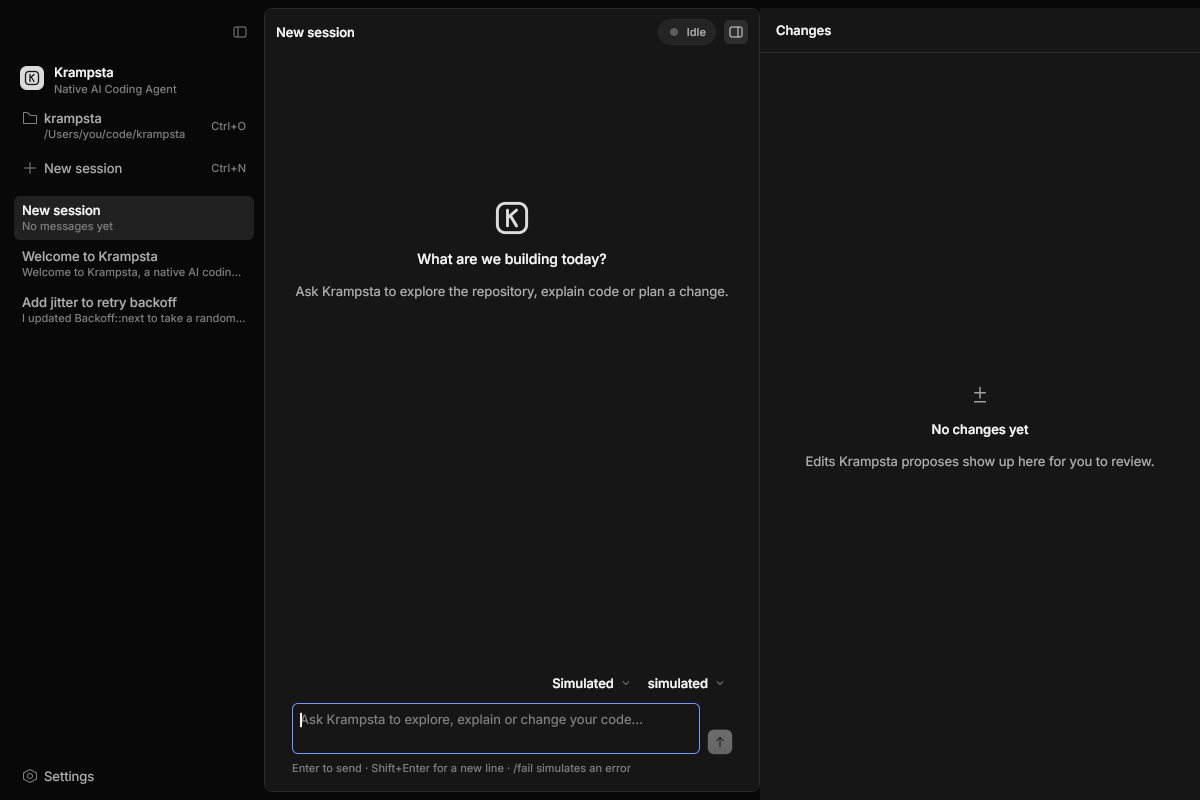 Krampsta
Native AI Coding Agent
krampsta
/Users/you/code/krampsta
Ctrl+O
New session
Ctrl+N
New session
No messages yet
Welcome to Krampsta
Welcome to Krampsta, a native AI codin...
Add jitter to retry backoff
I updated Backoff::next to take a random...
Settings
New session
Idle
K
What are we building today?
Ask Krampsta to explore the repository, explain code or plan a change.
Simulated
simulated
Ask Krampsta to explore, explain or change your code...
Enter to send · Shift+Enter for a new line · /fail simulates an error
Changes
No changes yet
Edits Krampsta proposes show up here for you to review.